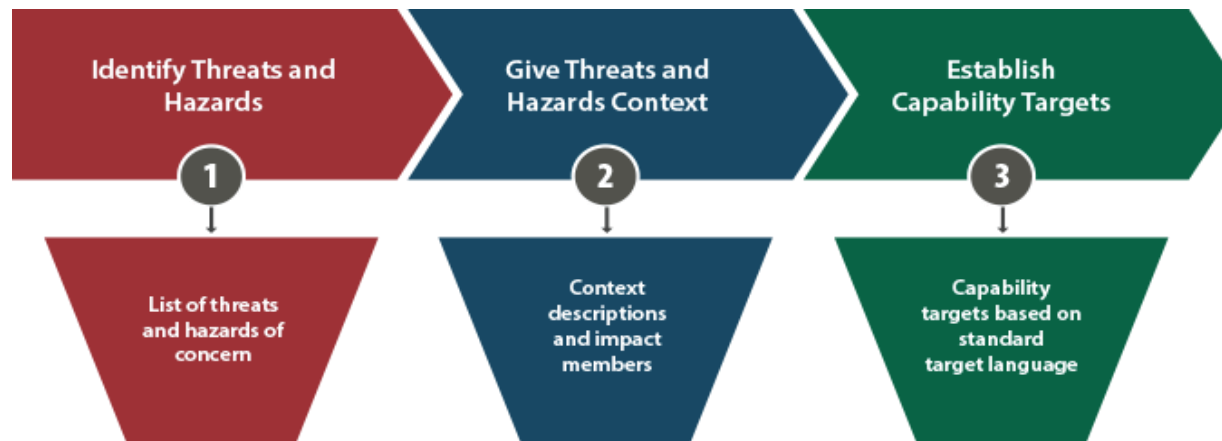 Identify Threats and
Hazards
1
List of threats
and hazards of
concern
Give Threats and
Hazards Context
2
Context
descriptions
and impact
members
Establish
Capability Targets
3
Capability
targets based on
standard
target language